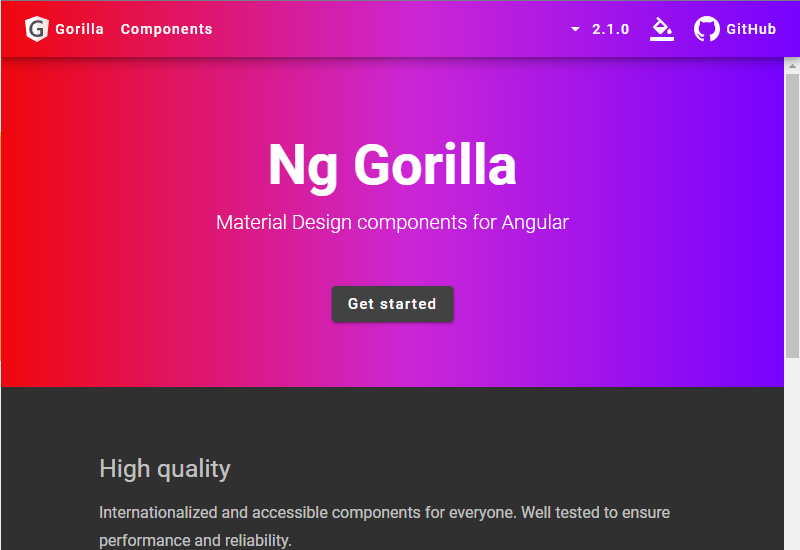 G Gorilla Components 2.1.0 GitHub
Ng Gorilla
Material Design components for Angular
Get started
High quality
Internationalized and accessible components for everyone. Well tested to ensure
performance and reliability.